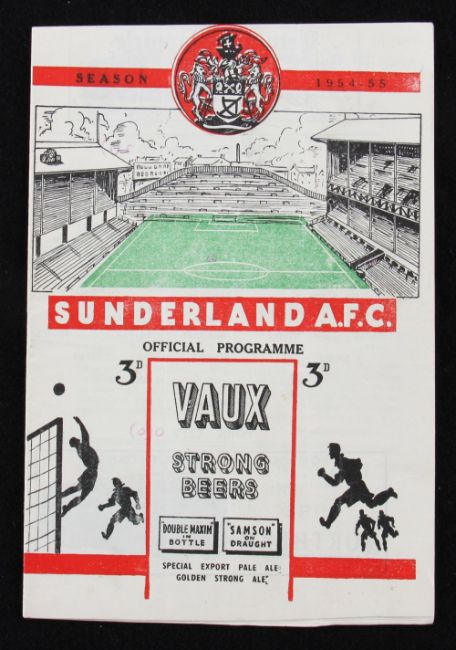 SEASON 1954-55
SUNDERLAND A.F.C.
OFFICIAL PROGRAMME
3D 3D
VAUX
STRONG
BEERS
"DOUBLE MAXIM"
IN
BOTTLE
"SAMSON"
ON
DRAUGHT
SPECIAL EXPORT PALE ALE
GOLDEN STRONG ALE